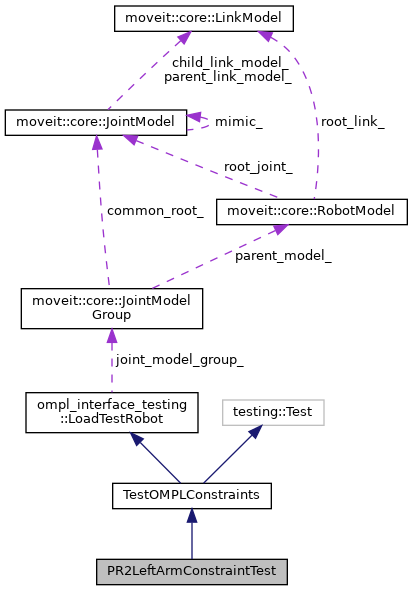 moveit::core::LinkModel
child_link_model_
parent_link_model_
moveit::core::JointModel
mimic_
root_link_
root_joint_
common_root_
moveit::core::RobotModel
parent_model_
moveit::core::JointModel
Group
joint_model_group_
ompl_interface_testing
::LoadTestRobot
testing::Test
TestOMPLConstraints
PR2LeftArmConstraintTest